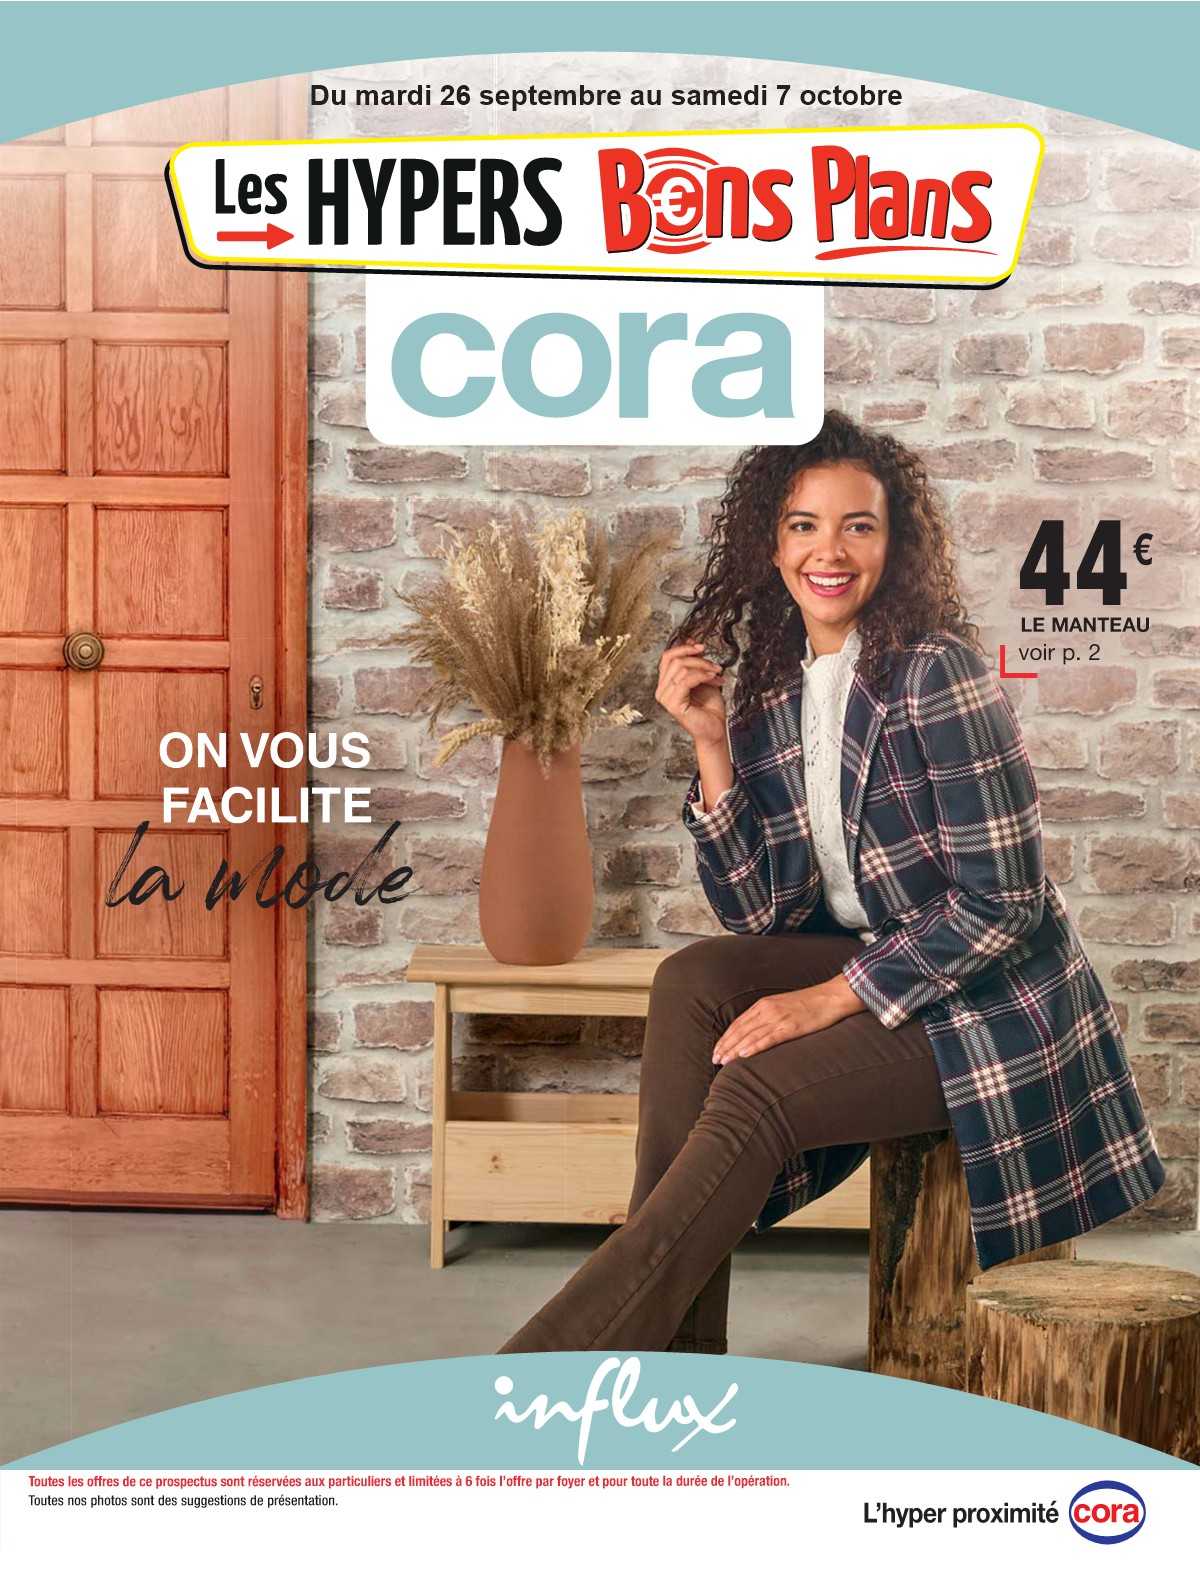 Du mardi 26 septembre au samedi 7 octobre
Les HYPERS Bons Plans
cora
44€
LE MANTEAU
voir p. 2
ON VOUS
FACILITE
la mode
influx
Toutes les offres de ce prospectus sont réservées aux particuliers et limitées à 6 fois l'offre par foyer et pour toute la durée de l'opération.
Toutes nos photos sont des suggestions de présentation.
L'hyper proximité cora